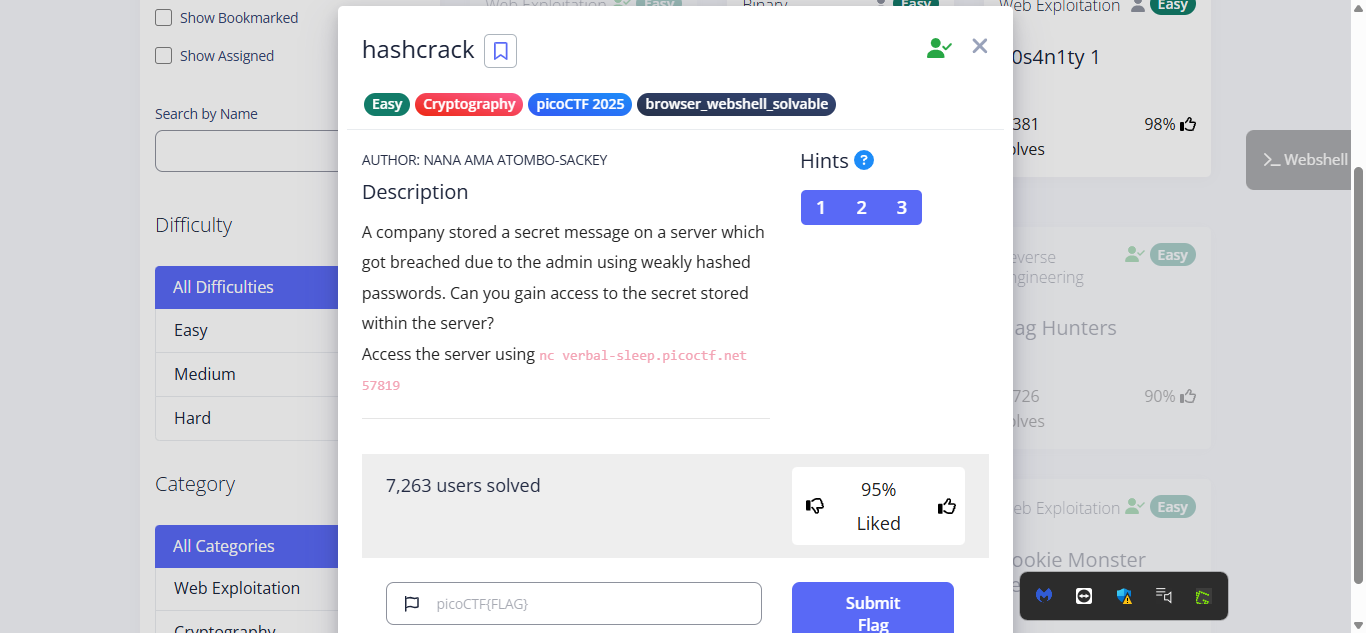 Show Bookmarked
Show Assigned
Search by Name
Difficulty
All Difficulties
Easy
Medium
Hard
Category
All Categories
Web Exploitation
Cryptography
Web Exploitation
Easy
Binary
Easy
hashcrack
Easy Cryptography picoCTF 2025 browser_webshell_solvable
AUTHOR: NANA AMA ATOMBO-SACKEY
Description
A company stored a secret message on a server which
got breached due to the admin using weakly hashed
passwords. Can you gain access to the secret stored
within the server?
Access the server using nc verbal-sleep.picoctf.net
57819
Hints ?
1 2 3
7,263 users solved
95%
Liked
picoCTF{FLAG}
Submit
Flag
Web Exploitation
Easy
0s4n1ty 1
381
olves
98%
>_ Webshell
everse
ngineering
Easy
ag Hunters
726
olves
90%
eb Exploitation
Easy
ookie Monster